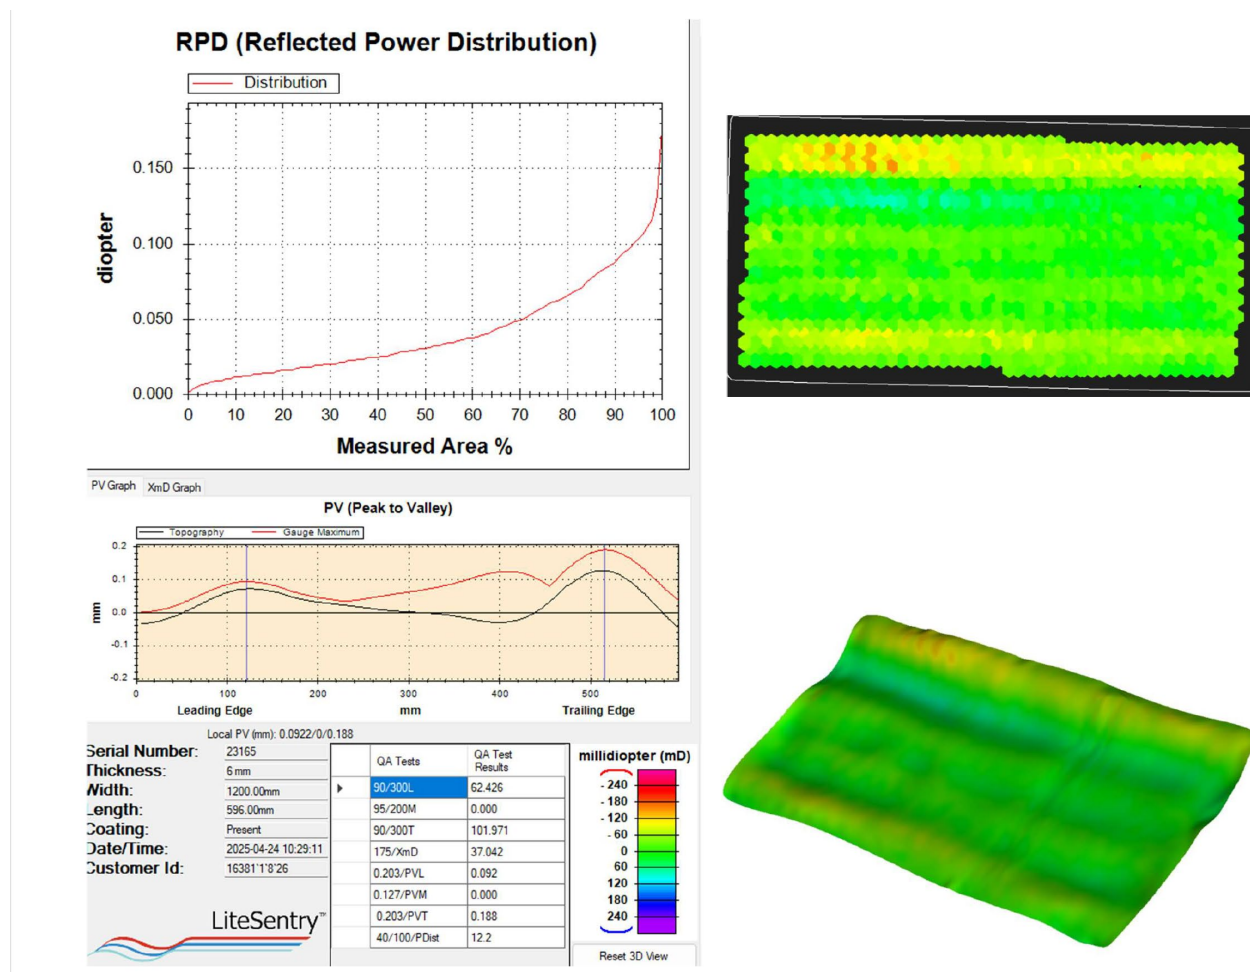 RPD (Reflected Power Distribution)
Distribution
diopter
0.150
0.100
0.050
0.000
0 10 20 30 40 50 60 70 80 90 100
Measured Area %
PV Graph XmD Graph
PV (Peak to Valley)
Topography Gauge Maximum
mm
0.2
0.1
0.0
-0.1
-0.2
0 100 200 300 400 500
Leading Edge mm Trailing Edge
Local PV (mm): 0.0922/0/0.188
Serial Number: 23165
Thickness: 6 mm
Width: 1200.00mm
Length: 596.00mm
Coating: Present
Date/Time: 2025-04-24 10:29:11
Customer Id: 16381'1'8'26
LiteSentry™
QA Tests QA Test Results
90/300L 62.426
95/200M 0.000
90/300T 101.971
175/XmD 37.042
0.203/PVL 0.092
0.127/PVM 0.000
0.203/PVT 0.188
40/100/PDist 12.2
millidiopter (mD)
- 240
- 180
- 120
- 60
0
60
120
180
240
Reset 3D View